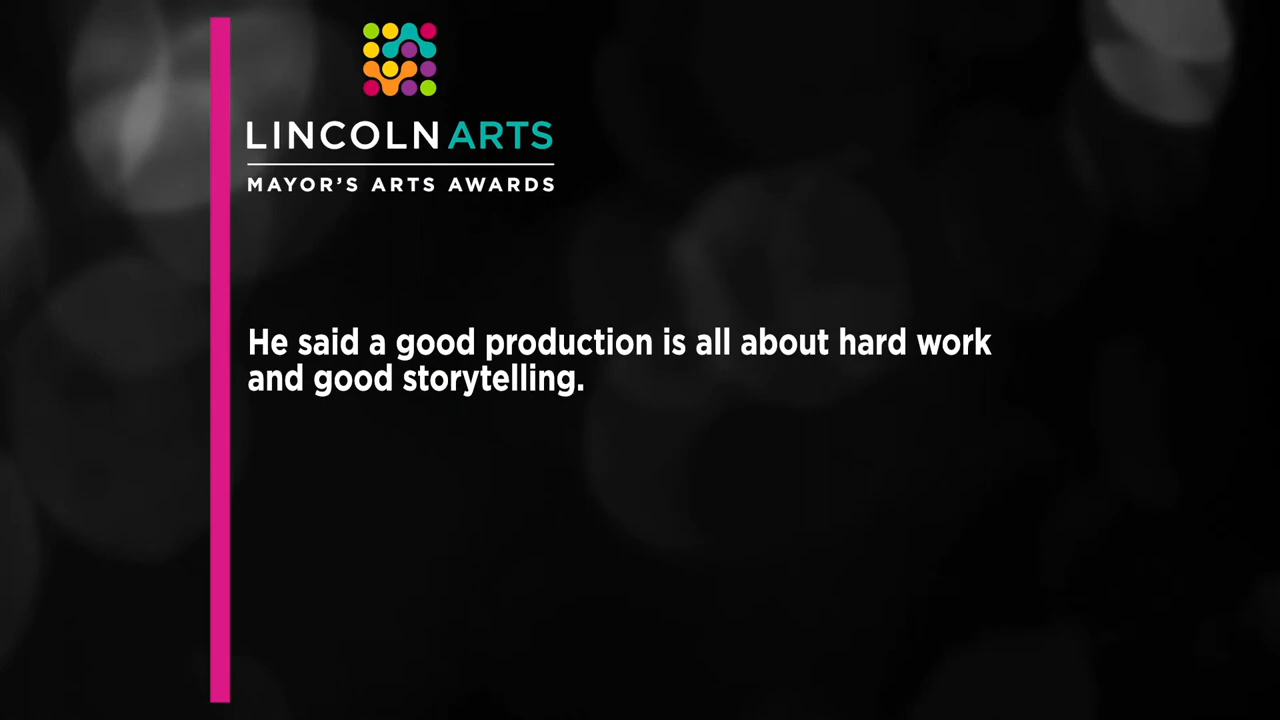 LINCOLN ARTS
MAYOR'S ARTS AWARDS
He said a good production is all about hard work
and good storytelling.